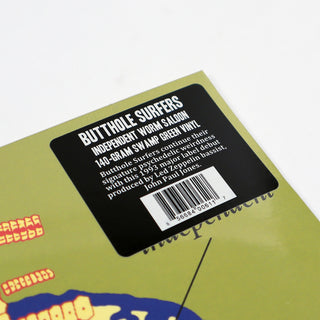 BUTTHOLE SURFERS
INDEPENDENT WORM SALOON
140-GRAM SWAMP GREEN VINYL
Butthole Surfers continue their
signature psychedelic weirdness
with this 1993 major label debut
produced by Led Zeppelin bassist,
John Paul Jones.
independent